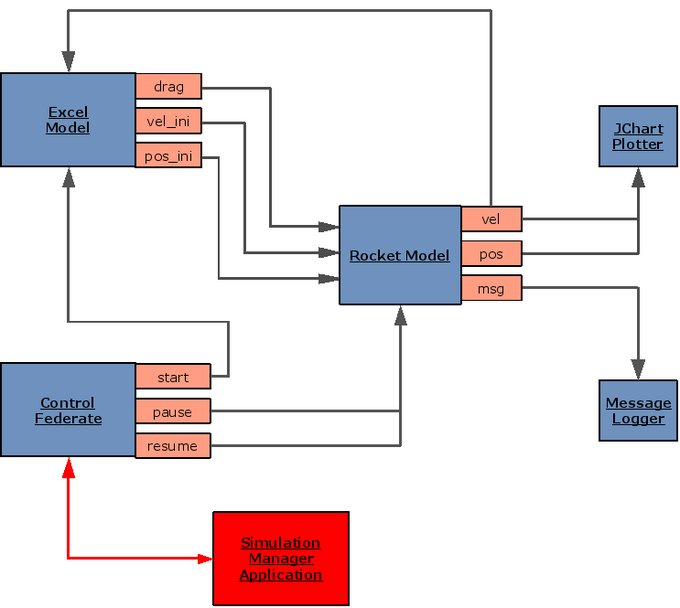 drag
Excel
Model
vel_ini
pos_ini
JChart
Plotter
vel
Rocket Model
pos
msg
start
Control
Federate
pause
resume
Message
Logger
Simulation
Manager
Application